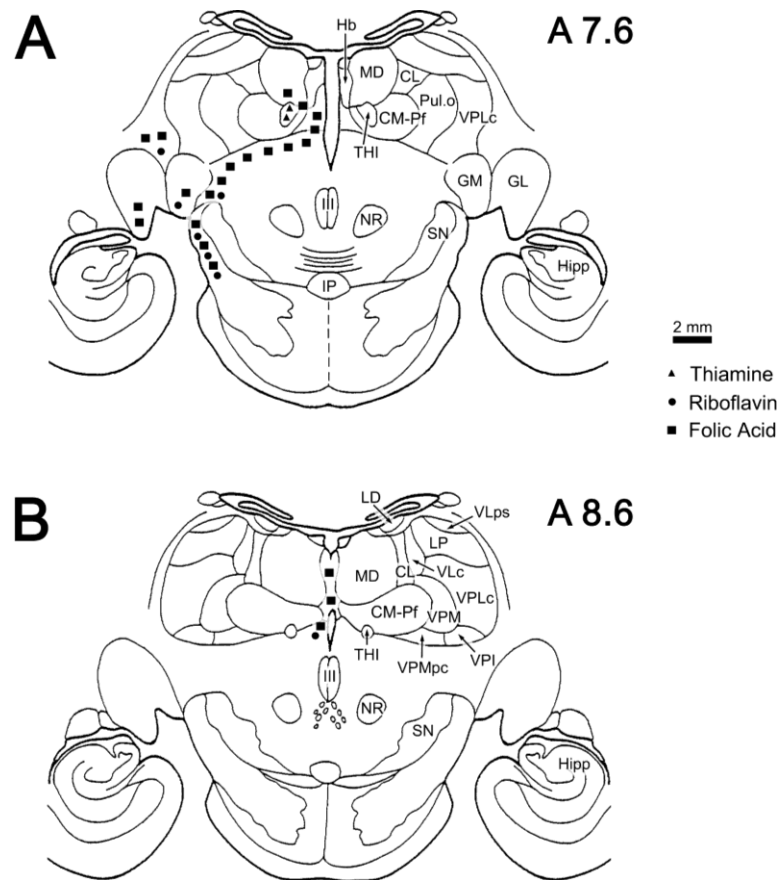 A
Hb
A 7.6
MD
CL
Pul.o
CM-Pf
VPLc
THI
GM
GL
III
NR
SN
IP
Hipp
2 mm
Thiamine
Riboflavin
Folic Acid
B
LD
A 8.6
VLps
LP
MD
CL
VLc
VPLc
CM-Pf
VPM
THI
VPI
VPMpc
III
NR
SN
Hipp